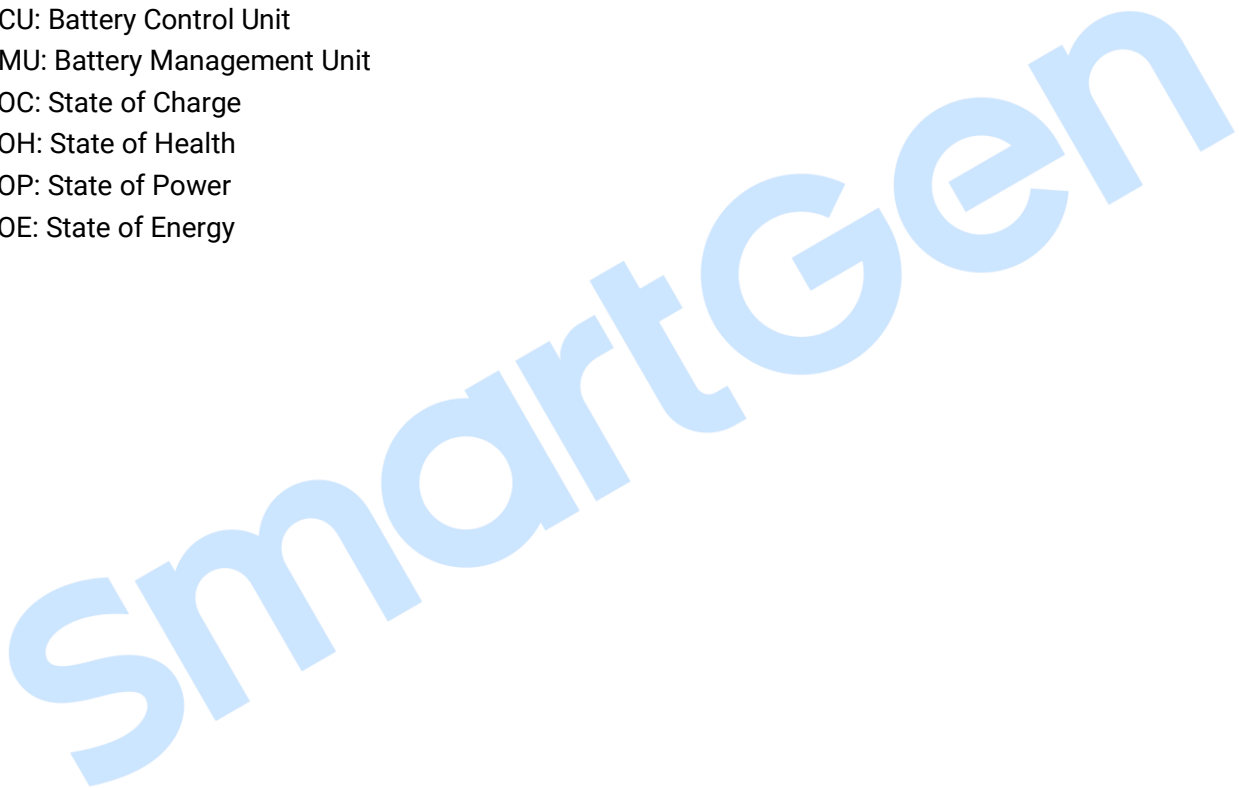 CU: Battery Control Unit
MU: Battery Management Unit
OC: State of Charge
OH: State of Health
OP: State of Power
OE: State of Energy
SmartGen